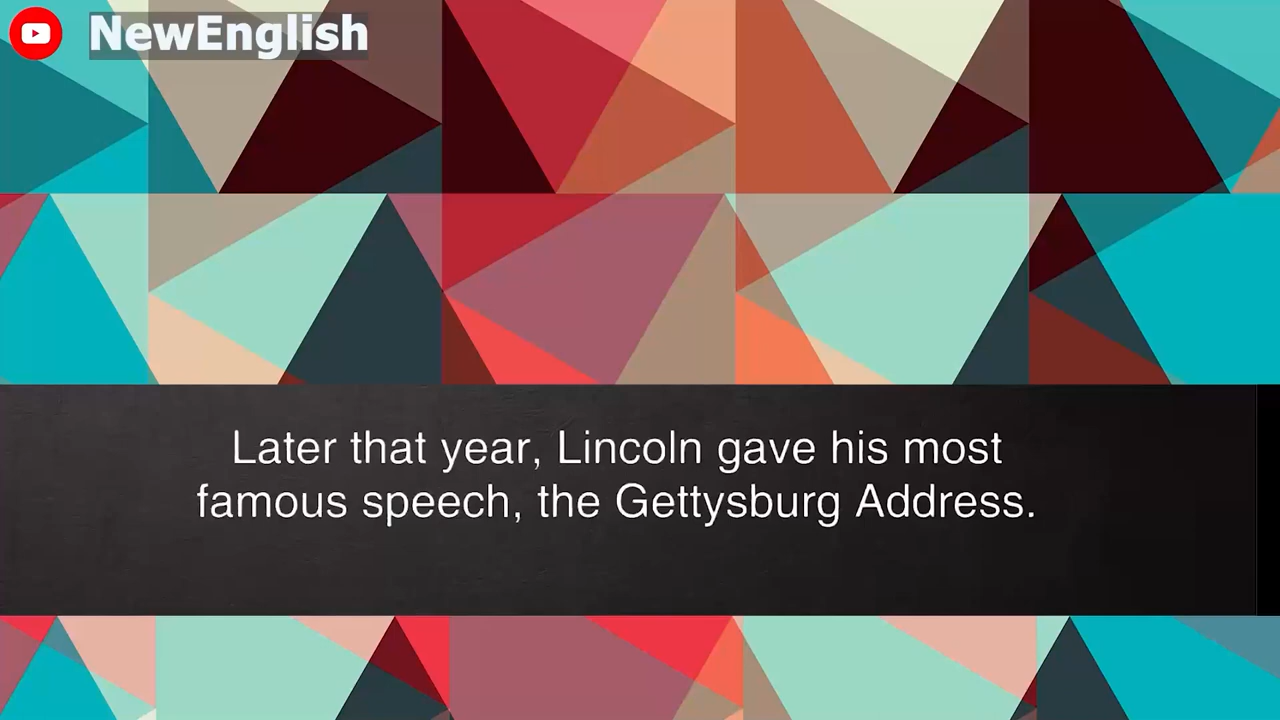 NewEnglish
Later that year, Lincoln gave his most
famous speech, the Gettysburg Address.